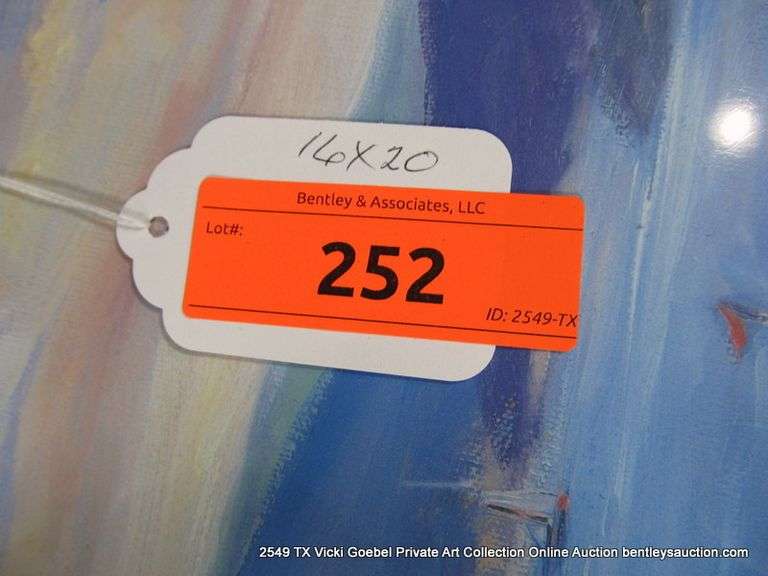 16X20
Bentley & Associates, LLC
Lot#:
252
ID: 2549-TX
2549 TX Vicki Goebel Private Art Collection Online Auction bentleysauction.com